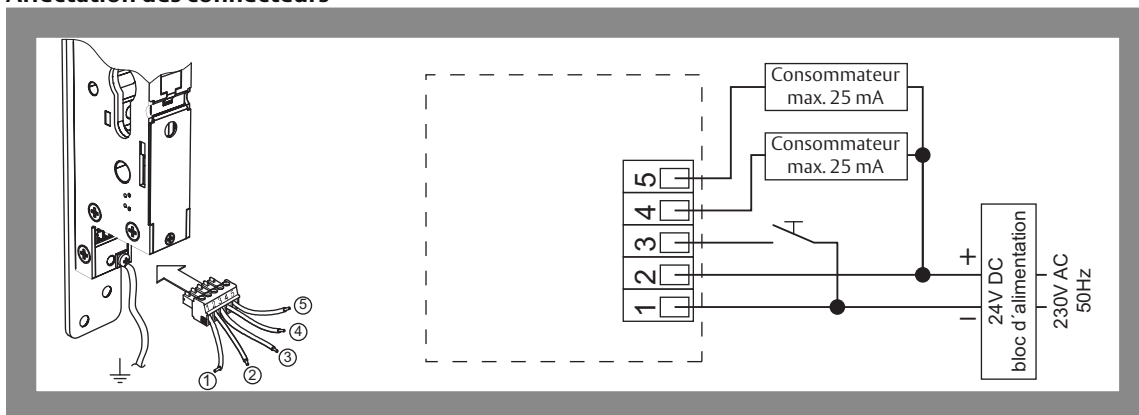 Affectation des connecteurs
Consommateur
max. 25 mA
Consommateur
max. 25 mA
5
4
3
2
1
+
−
24V DC
bloc d´alimentation
230V AC
50Hz
⑤
④
③
②
①